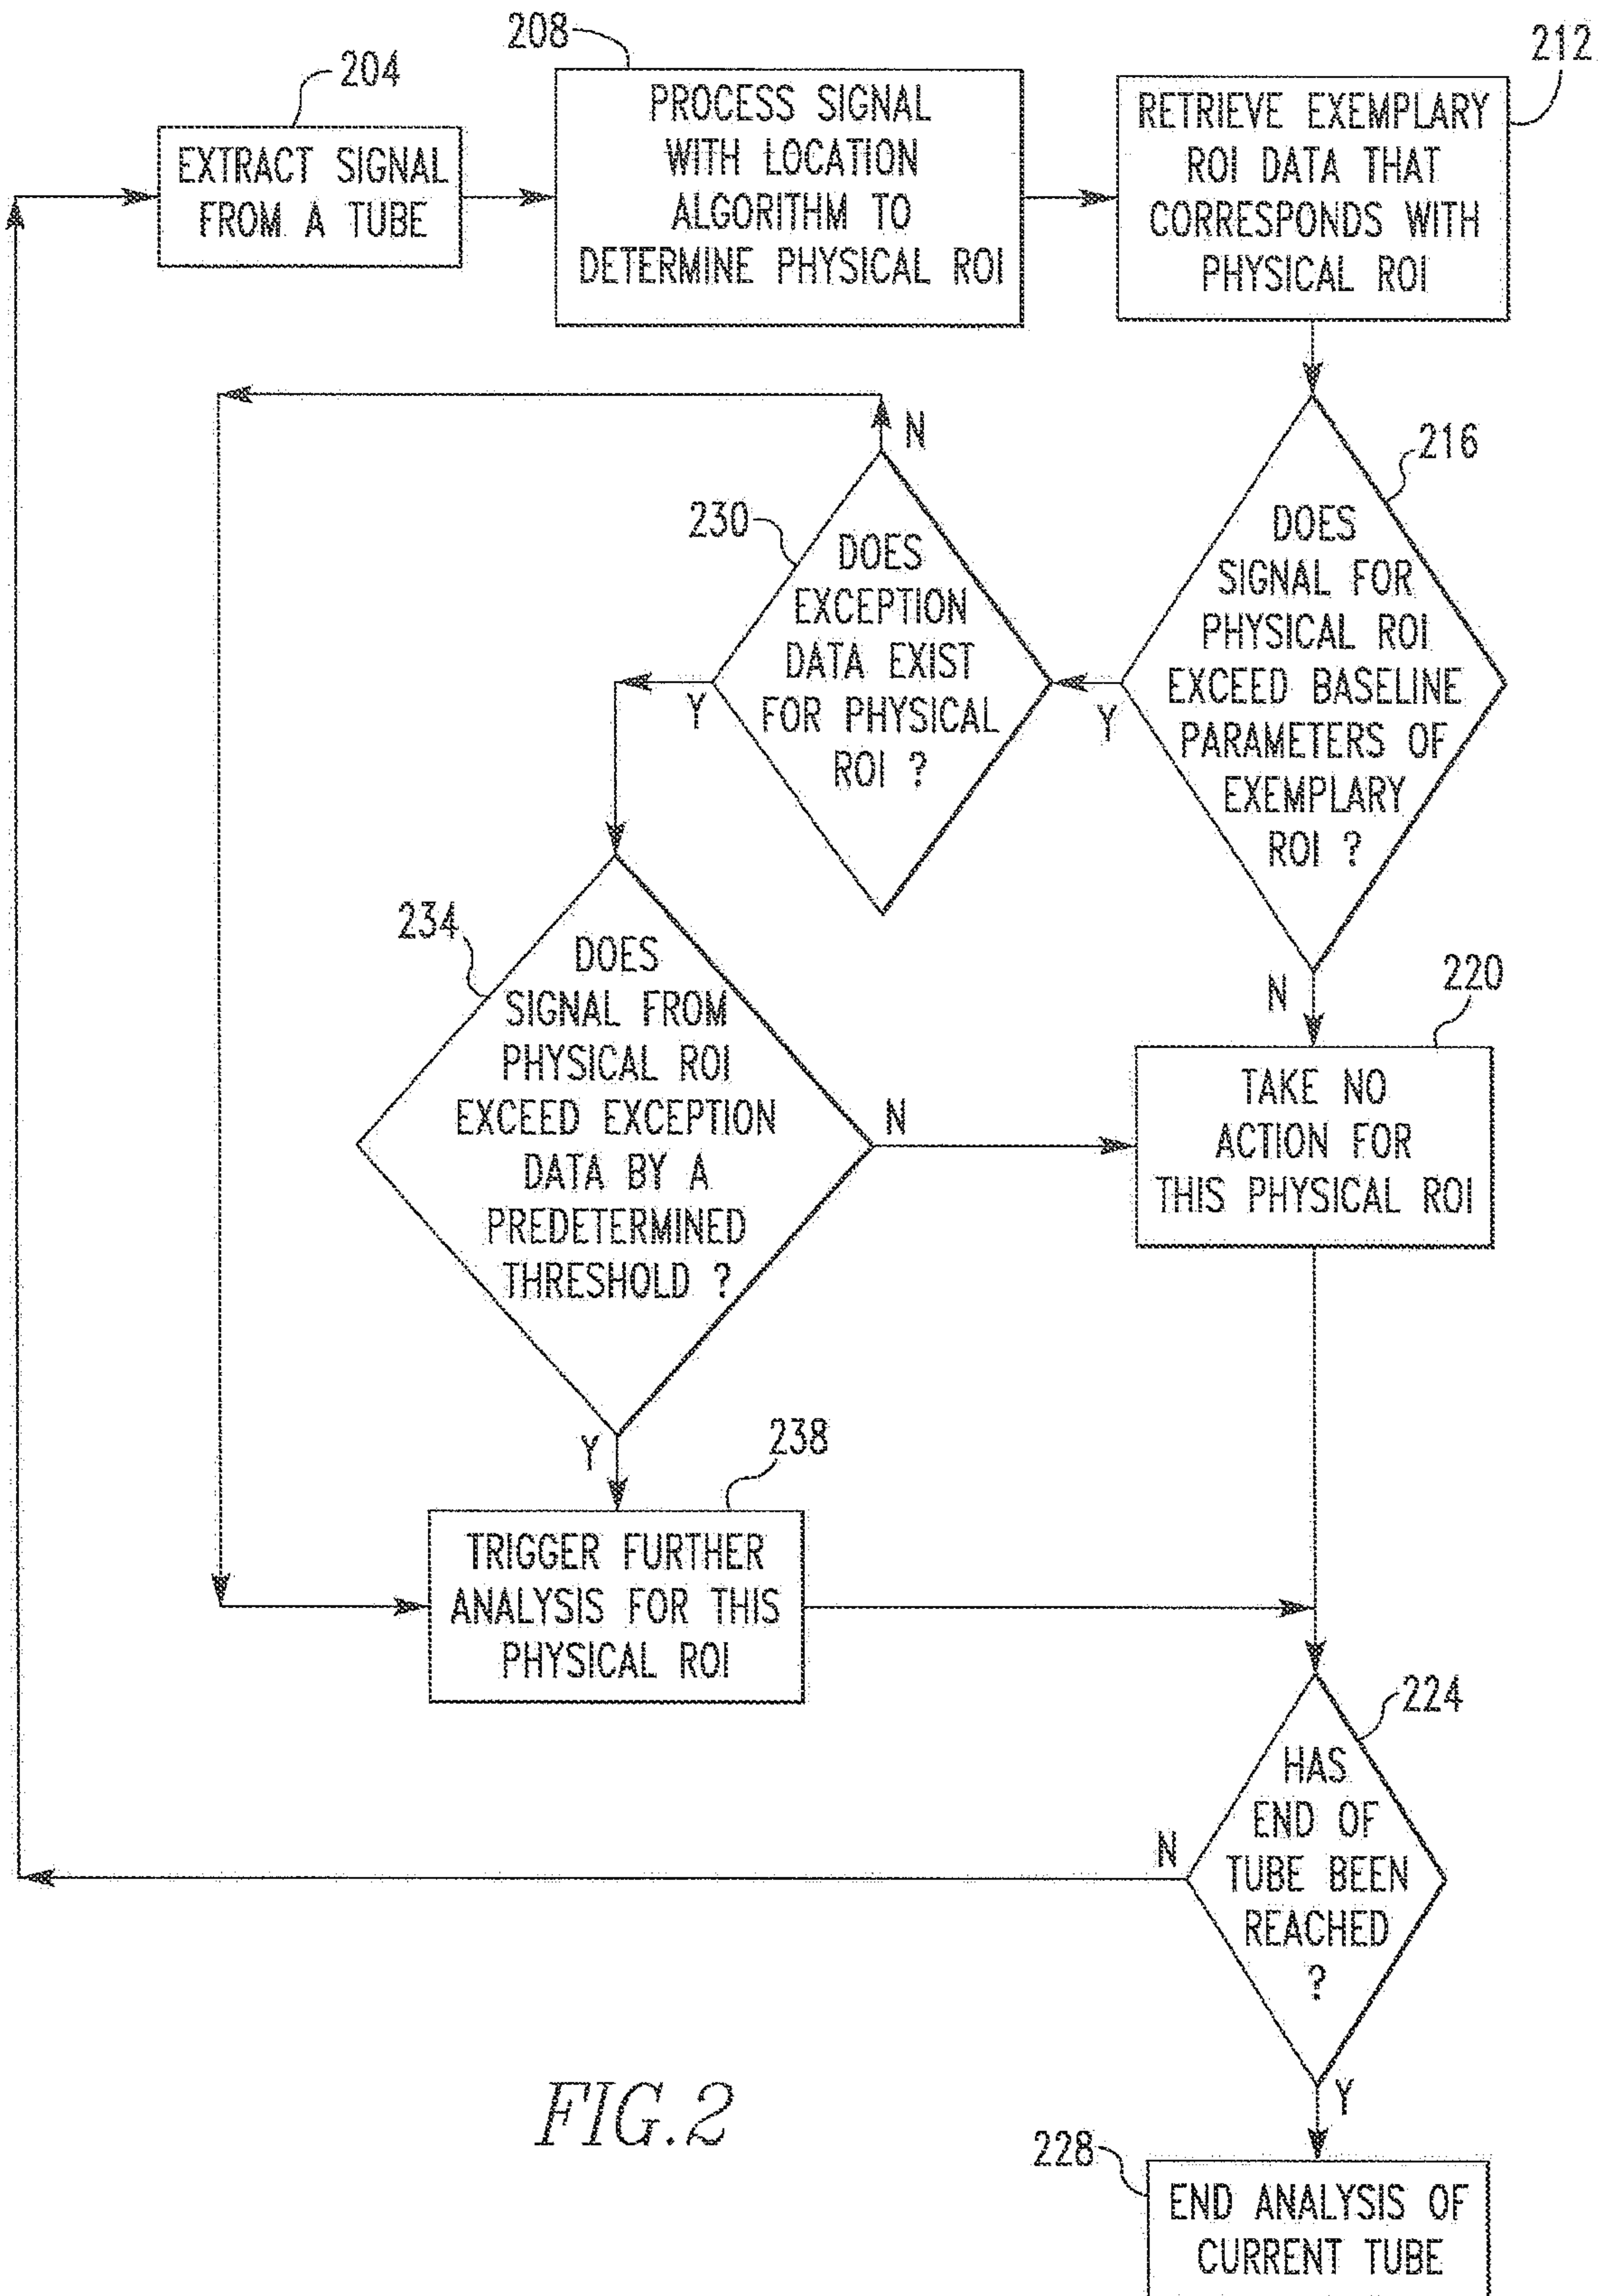 204
EXTRACT SIGNAL
FROM A TUBE
208
PROCESS SIGNAL
WITH LOCATION
ALGORITHM TO
DETERMINE PHYSICAL ROI
212
RETRIEVE EXEMPLARY
ROI DATA THAT
CORRESPONDS WITH
PHYSICAL ROI
216
DOES
SIGNAL FOR
PHYSICAL ROI
EXCEED BASELINE
PARAMETERS OF
EXEMPLARY
ROI ?
Y
N
230
DOES
EXCEPTION
DATA EXIST
FOR PHYSICAL
ROI ?
N
Y
234
DOES
SIGNAL FROM
PHYSICAL ROI
EXCEED EXCEPTION
DATA BY A
PREDETERMINED
THRESHOLD ?
N
Y
220
TAKE NO
ACTION FOR
THIS PHYSICAL ROI
238
TRIGGER FURTHER
ANALYSIS FOR THIS
PHYSICAL ROI
224
HAS
END OF
TUBE BEEN
REACHED
?
N
Y
228
END ANALYSIS OF
CURRENT TUBE
FIG.2